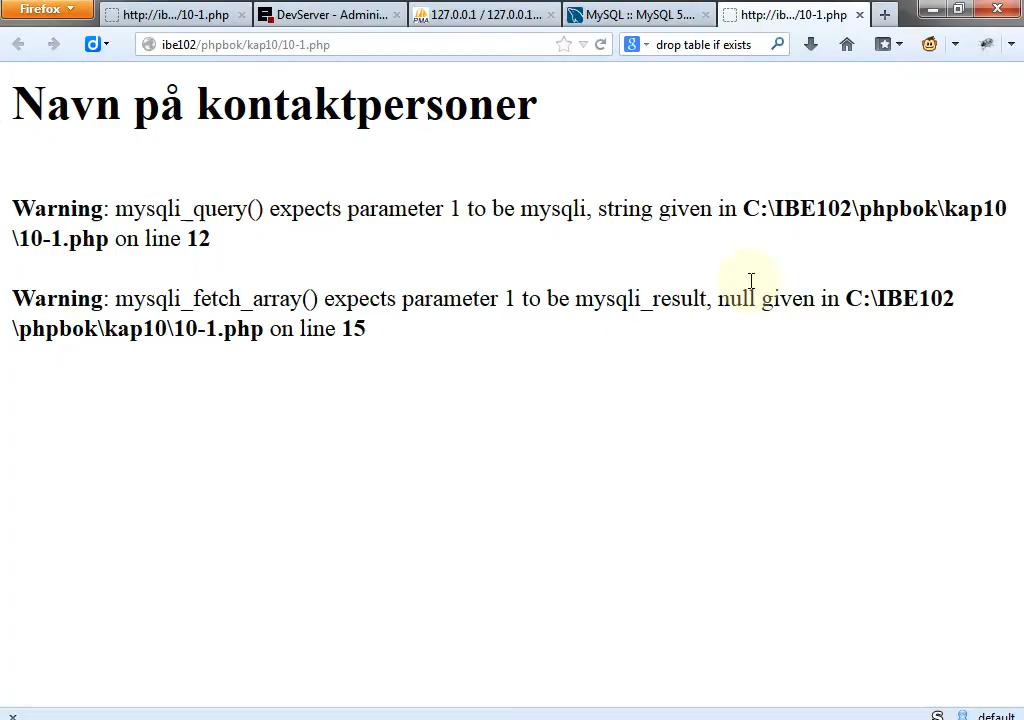 Firefox
http://ib.../10-1.php
DevServer - Admini...
127.0.0.1 / 127.0.0.1...
MySQL :: MySQL 5....
http://ib.../10-1.php
ibe102/phpbok/kap10/10-1.php
drop table if exists
Navn på kontaktpersoner
Warning: mysqli_query() expects parameter 1 to be mysqli, string given in C:\IBE102\phpbok\kap10
\10-1.php on line 12
Warning: mysqli_fetch_array() expects parameter 1 to be mysqli_result, null given in C:\IBE102
\phpbok\kap10\10-1.php on line 15
default